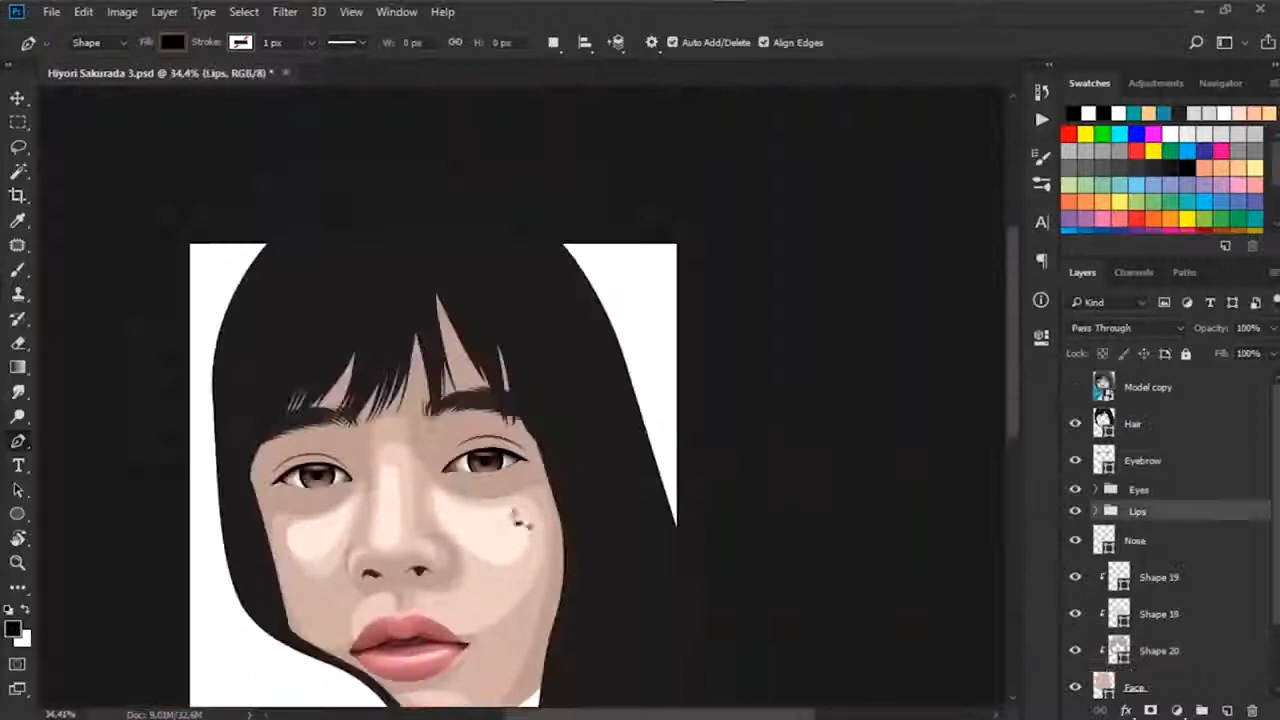 Ps File Edit Image Layer Type Select Filter 3D View Window Help
Shape Fill: Stroke: 1 px W: 0 px H: 0 px Auto Add/Delete Align Edges
Hiyori Sakurada 3.psd @ 34,4% (Lips, RGB/8) *
Swatches Adjustments Navigator
Layers Channels Paths
Kind
Pass Through Opacity: 100%
Lock: Fill: 100%
Model copy
Hair
Eyebrow
Eyes
Lips
Nose
Shape 19
Shape 19
Shape 20
Face
34,41% Doc: 9,01M/32,6M